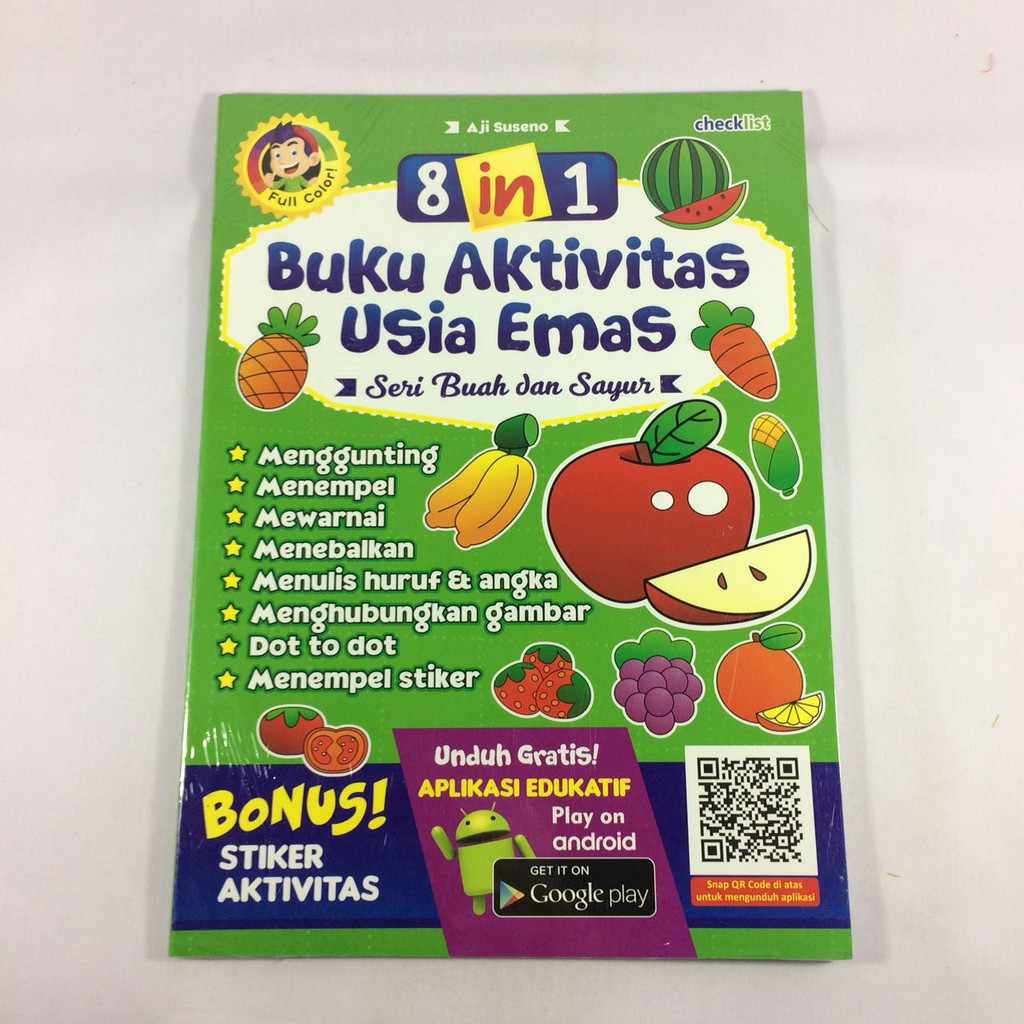 Aji Suseno
checklist
Full Color!
8 in 1
Buku Aktivitas
Usia Emas
Seri Buah dan Sayur
Menggunting
Menempel
Mewarnai
Menebalkan
Menulis huruf & angka
Menghubungkan gambar
Dot to dot
Menempel stiker
BONUS!
STIKER
AKTIVITAS
Unduh Gratis!
APLIKASI EDUKATIF
Play on
android
GET IT ON
Google play
Snap QR Code di atas
untuk mengunduh aplikasi